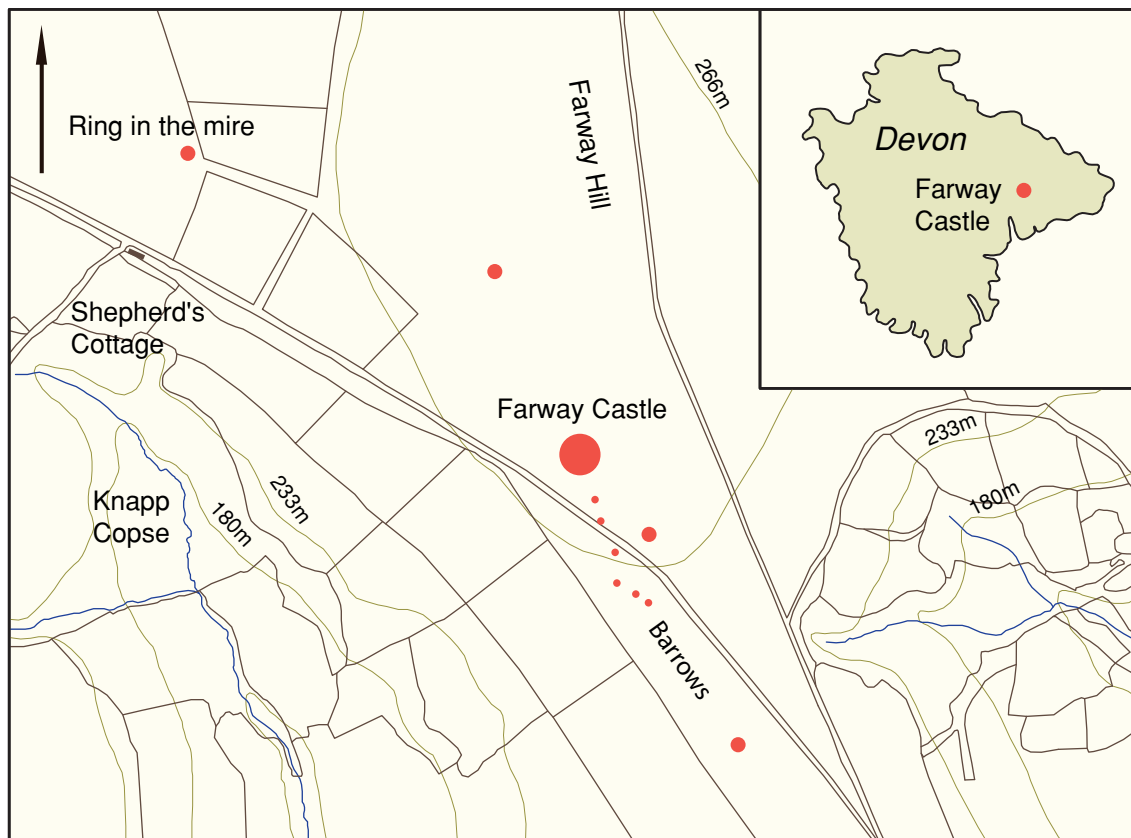 266m
Farway Hill
Ring in the mire
Devon
Farway
Castle
Shepherd's
Cottage
Farway Castle
233m
180m
Knapp
Copse
233m
180m
Barrows